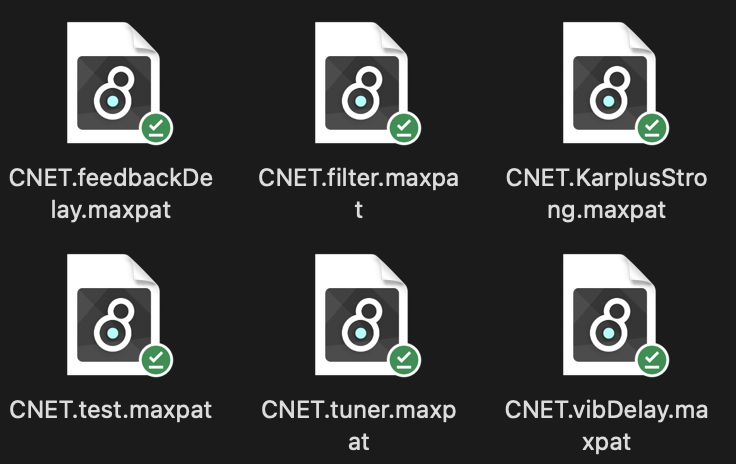 CNET.feedbackDe
lay.maxpat
CNET.filter.maxpa
t
CNET.KarplusStro
ng.maxpat
CNET.test.maxpat
CNET.tuner.maxp
at
CNET.vibDelay.ma
xpat